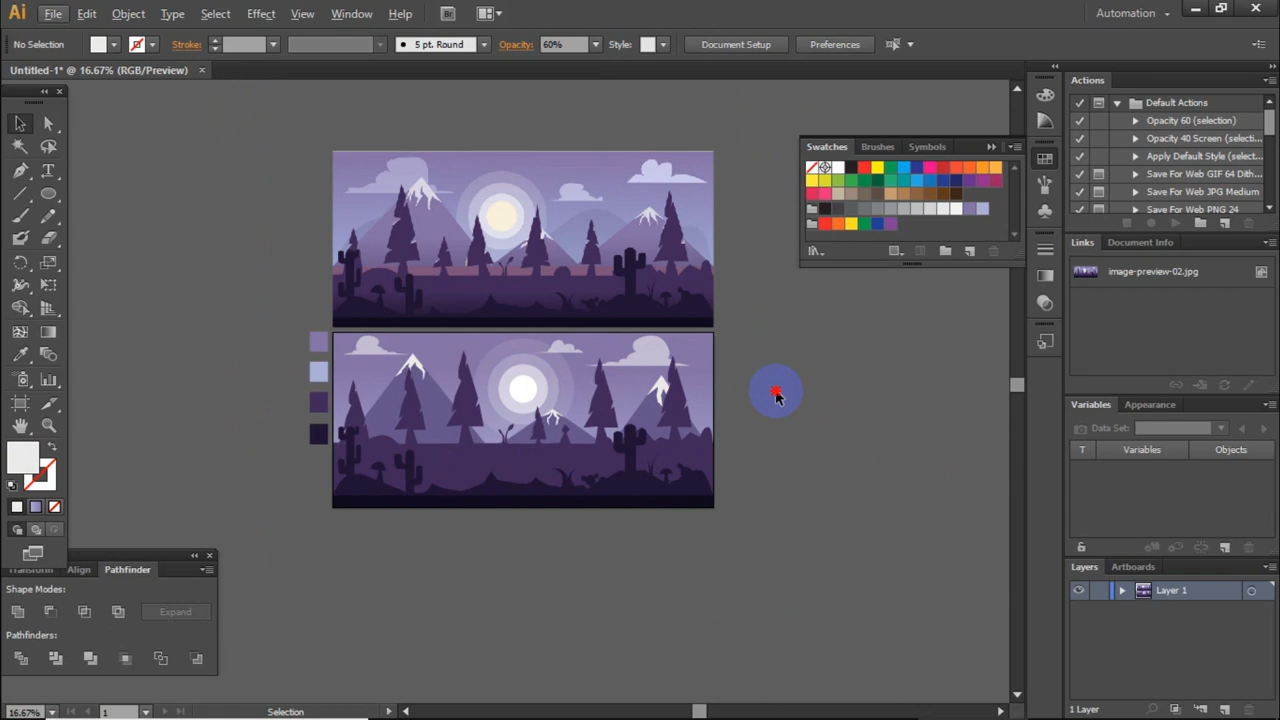 Ai File Edit Object Type Select Effect View Window Help Br Automation
No Selection Stroke: 5 pt. Round Opacity: 60% Style: Document Setup Preferences
Untitled-1* @ 16.67% (RGB/Preview)
Actions
Default Actions
Opacity 60 (selection)
Opacity 40 Screen (selecti...
Apply Default Style (select...
Save For Web GIF 64 Dith...
Save For Web JPG Medium
Save For Web PNG 24
Swatches Brushes Symbols
Links Document Info
image-preview-02.jpg
Variables Appearance
Data Set:
Variables Objects
Transform Align Pathfinder
Shape Modes:
Expand
Pathfinders:
Layers Artboards
Layer 1
1 Layer
16.67% 1 Selection